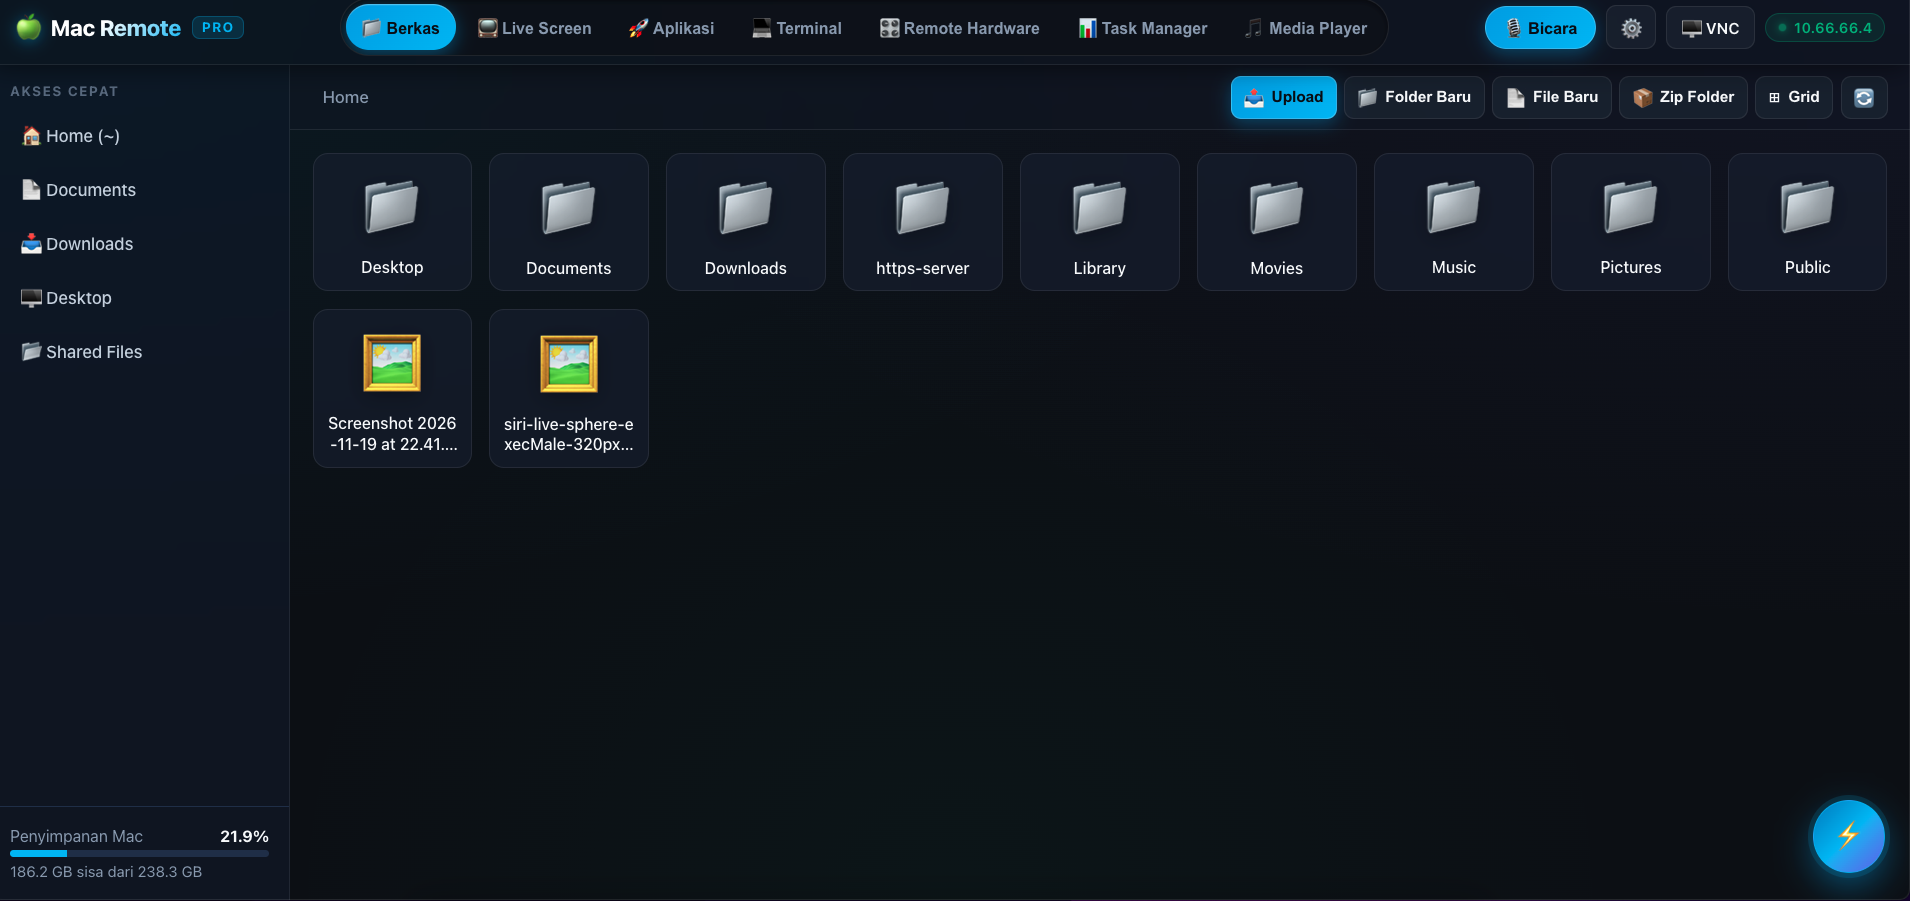 Mac Remote PRO
Berkas
Live Screen
Aplikasi
Terminal
Remote Hardware
Task Manager
Media Player
Bicara
VNC
10.66.66.4
AKSES CEPAT
Home (~)
Documents
Downloads
Desktop
Shared Files
Home
Upload
Folder Baru
File Baru
Zip Folder
Grid
Desktop
Documents
Downloads
https-server
Library
Movies
Music
Pictures
Public
Screenshot 2026
-11-19 at 22.41....
siri-live-sphere-e
xecMale-320px...
Penyimpanan Mac 21.9%
186.2 GB sisa dari 238.3 GB